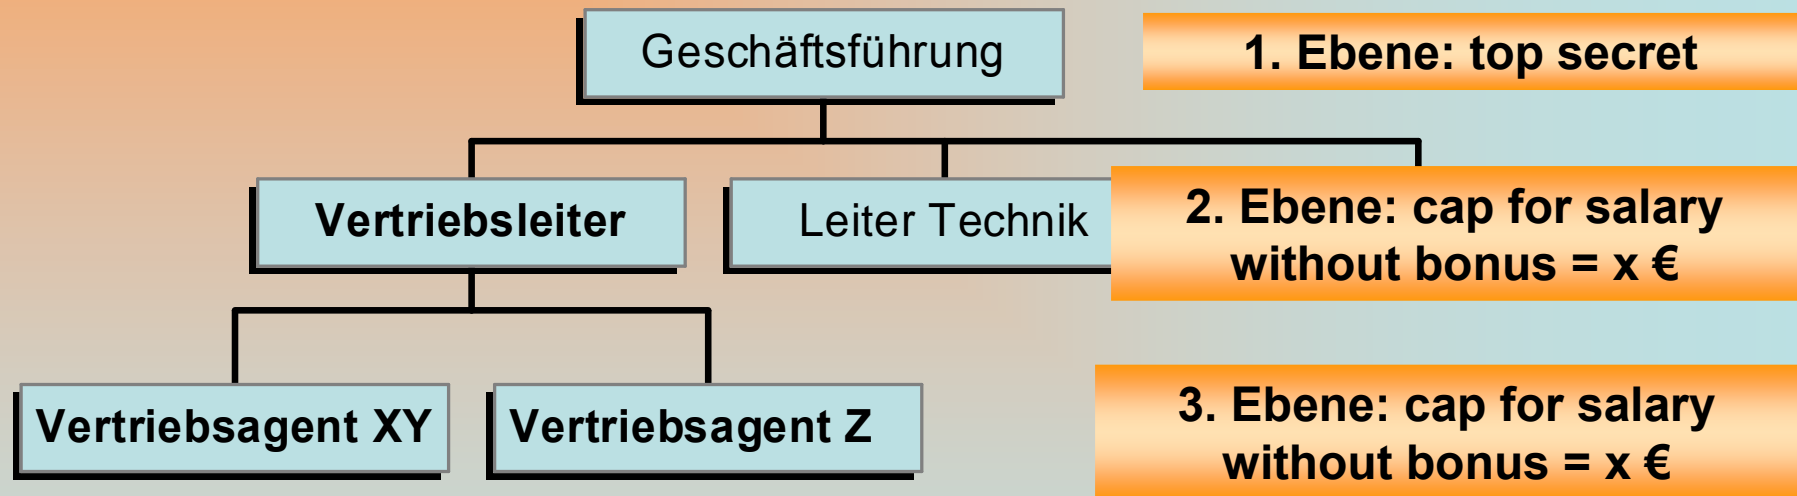 Geschäftsführung
1. Ebene: top secret
Vertriebsleiter
Leiter Technik
2. Ebene: cap for salary
without bonus = x €
Vertriebsagent XY
Vertriebsagent Z
3. Ebene: cap for salary
without bonus = x €